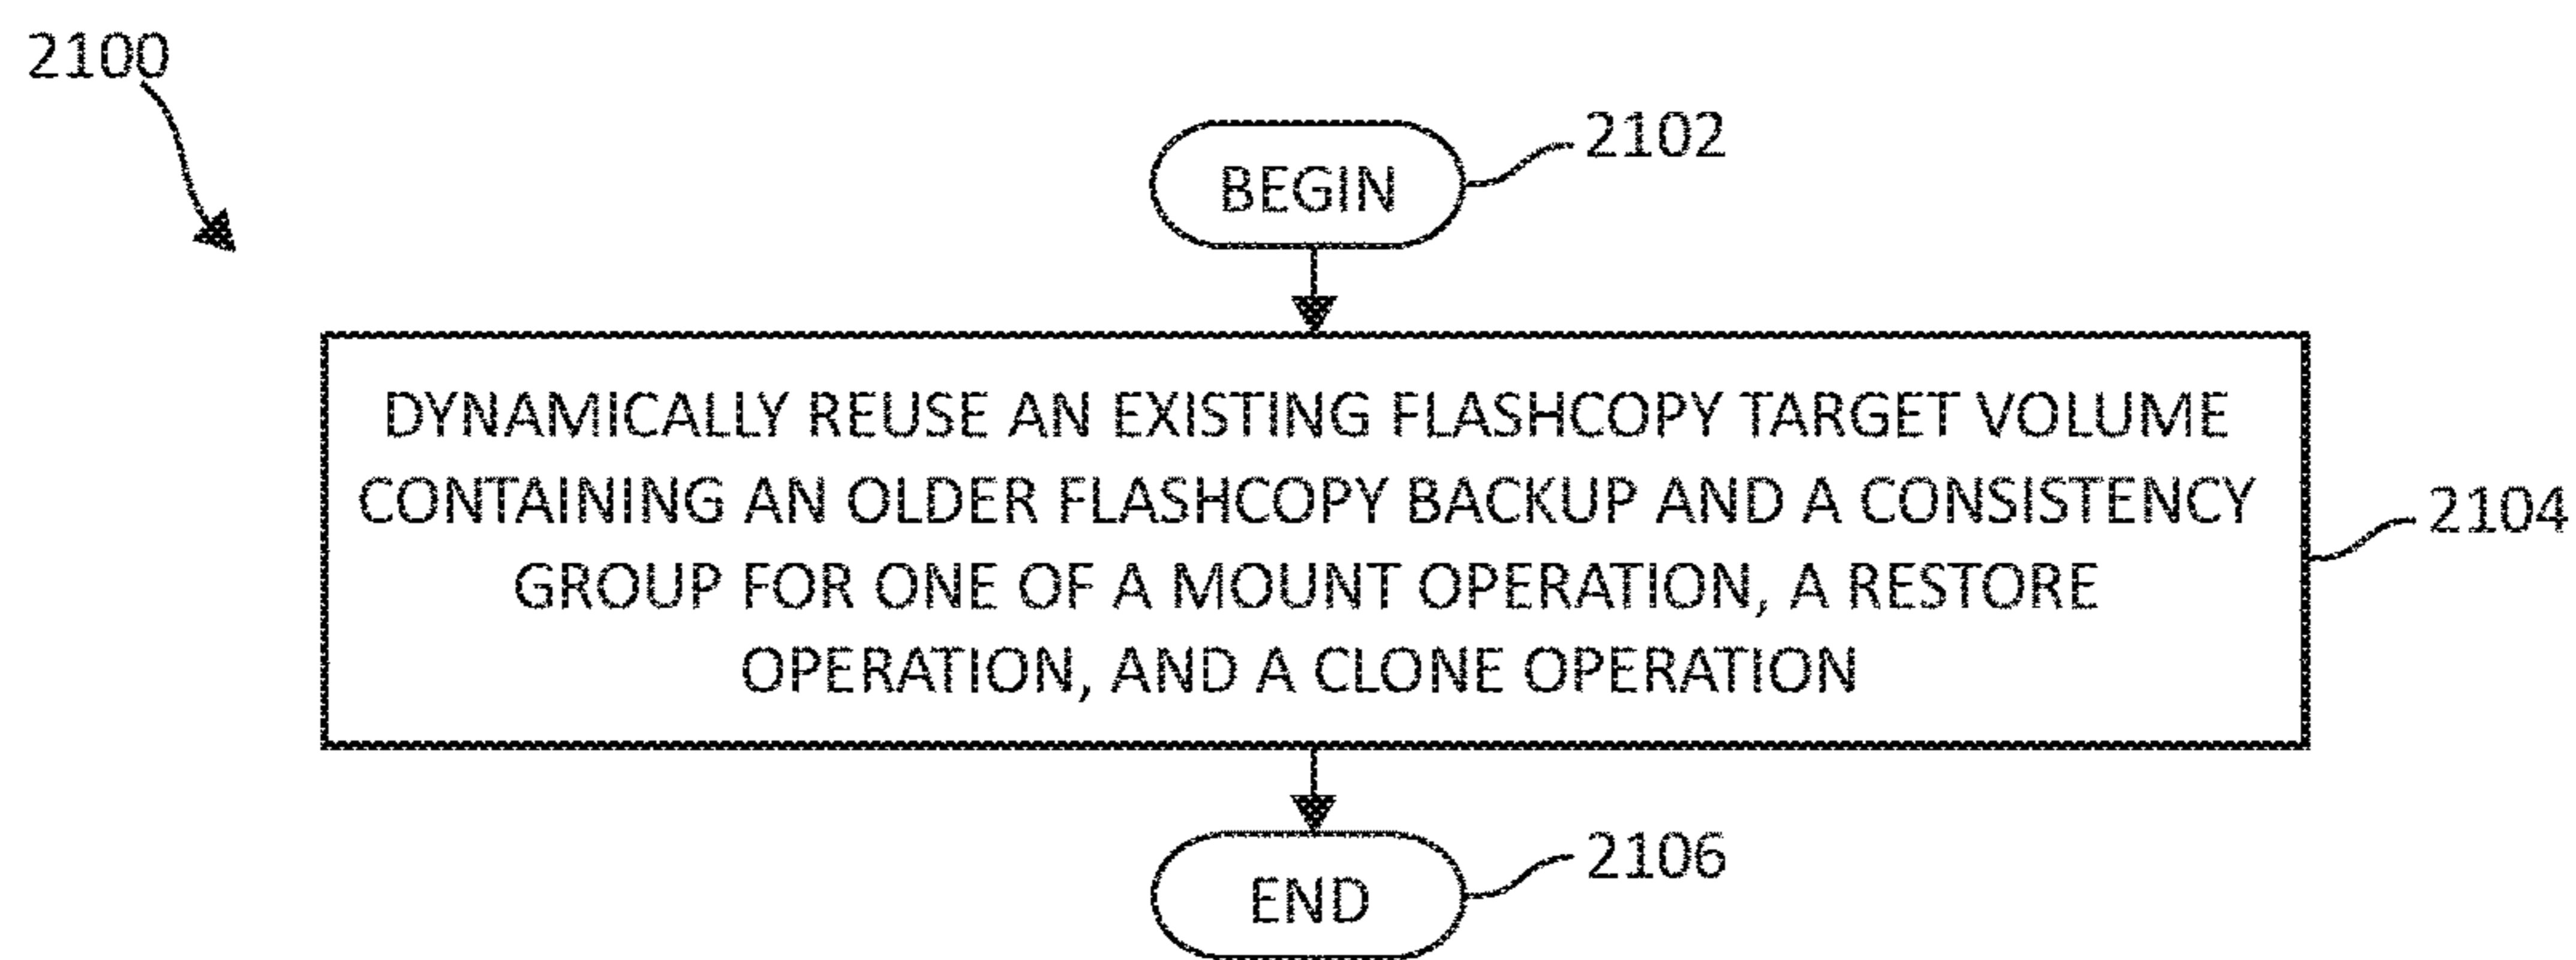 2100
BEGIN
2102
DYNAMICALLY REUSE AN EXISTING FLASHCOPY TARGET VOLUME
CONTAINING AN OLDER FLASHCOPY BACKUP AND A CONSISTENCY
GROUP FOR ONE OF A MOUNT OPERATION, A RESTORE
OPERATION, AND A CLONE OPERATION
2104
END
2106